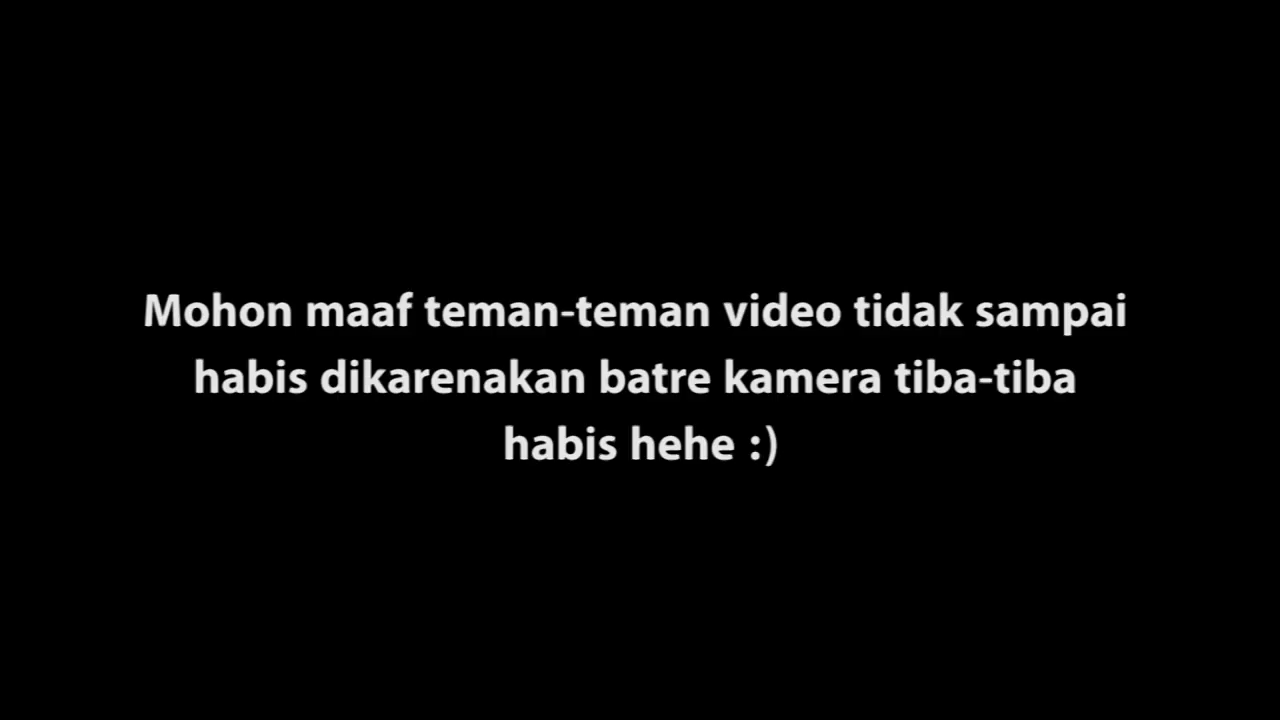 Mohon maaf teman-teman video tidak sampai
habis dikarenakan batre kamera tiba-tiba
habis hehe :)